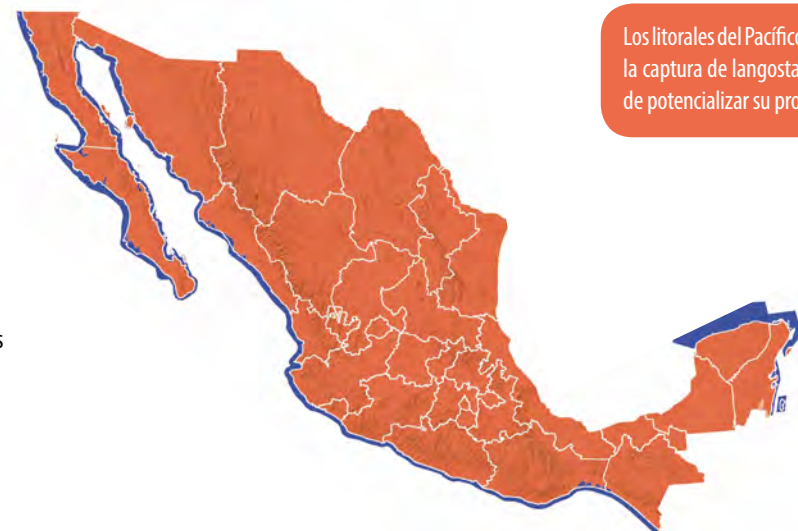 Los litorales del Pacífico
la captura de langosta
de potencializar su pro
s